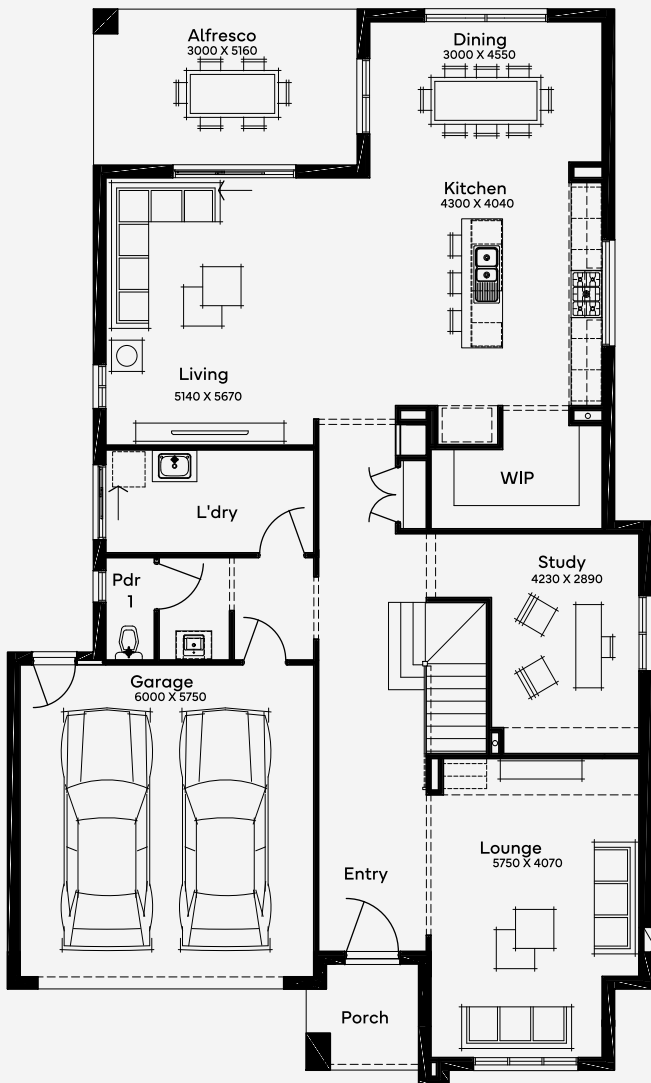 Alfresco
3000 X 5160
Dining
3000 X 4550
Kitchen
4300 X 4040
Living
5140 X 5670
WIP
L'dry
Study
4230 X 2890
Pdr
1
Garage
6000 X 5750
Lounge
5750 X 4070
Entry
Porch